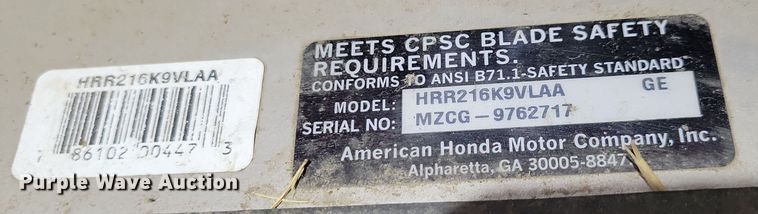 HRR216K9VLAA
7 86102 00447 3
MEETS CPSC BLADE SAFETY
REQUIREMENTS.
CONFORMS TO ANSI B71.1-SAFETY STANDARD
MODEL: HRR216K9VLAA GE
SERIAL NO: MZCG-9762717
American Honda Motor Company, Inc.
Alpharetta, GA 30005-8847
Purple Wave Auction